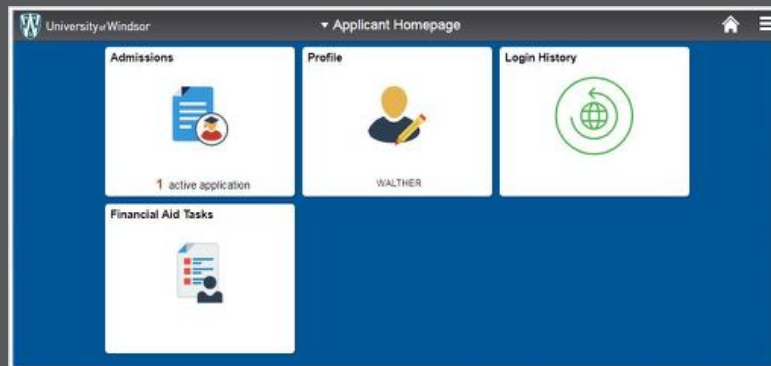 University of Windsor
▾ Applicant Homepage
Admissions
1 active application
Profile
WALTHER
Login History
Financial Aid Tasks